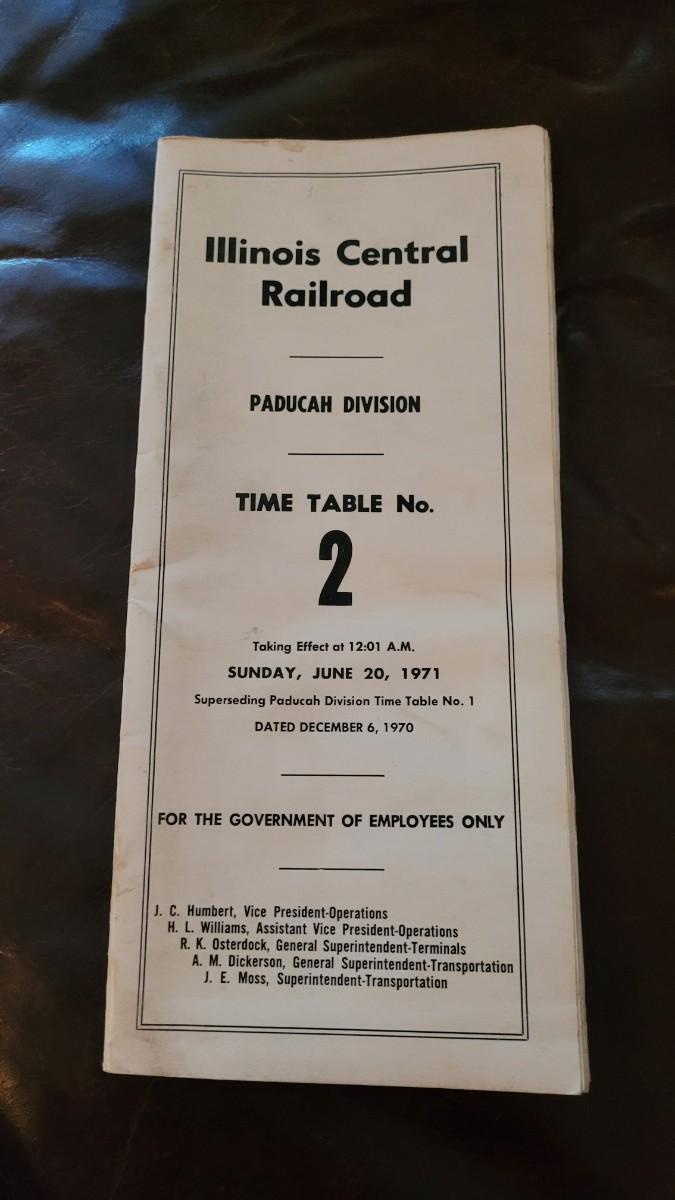 Illinois Central
Railroad
PADUCAH DIVISION
TIME TABLE No.
2
Taking Effect at 12:01 A.M.
SUNDAY, JUNE 20, 1971
Superseding Paducah Division Time Table No. 1
DATED DECEMBER 6, 1970
FOR THE GOVERNMENT OF EMPLOYEES ONLY
J. C. Humbert, Vice President-Operations
H. L. Williams, Assistant Vice President-Operations
R. K. Osterdock, General Superintendent-Terminals
A. M. Dickerson, General Superintendent-Transportation
J. E. Moss, Superintendent-Transportation